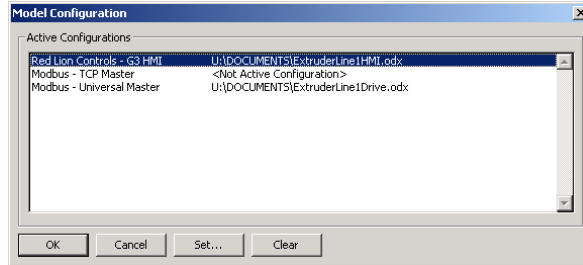 Model Configuration
Active Configurations
Red Lion Controls - G3 HMI U:\DOCUMENTS\ExtruderLine1HMI.odx
Modbus - TCP Master <Not Active Configuration>
Modbus - Universal Master U:\DOCUMENTS\ExtruderLine1Drive.odx
OK Cancel Set... Clear